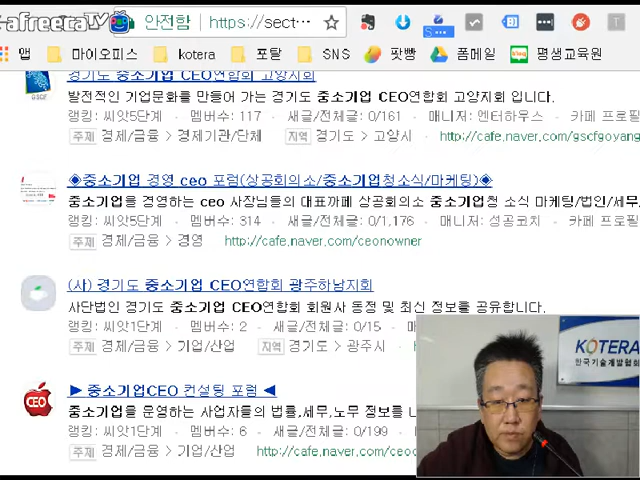 afreecaTV 안전함 https://sect
앱 마이오피스 kotera 포탈 SNS 팟빵 폼메일 평생교육원
경기도 중소기업 CEO연합회 고양지회
발전적인 기업문화를 만들어 가는 경기도 중소기업 CEO연합회 고양지회 입니다.
랭킹: 씨앗5단계 · 멤버수: 117 · 새글/전체글: 0/161 · 매니저: 엔터하우스 · 카페 프로필
주제 경제/금융 > 경제기관/단체 지역 경기도 > 고양시 http://cafe.naver.com/gscfgoyang
◈중소기업 경영 ceo 포럼(상공회의소/중소기업청소식/마케팅)◈
중소기업을 경영하는 ceo 사장님들의 대표까페 상공회의소 중소기업청 소식 마케팅/법인/세무
랭킹: 씨앗5단계 · 멤버수: 314 · 새글/전체글: 0/1,176 · 매니저: 성공코치 · 카페 프로필
주제 경제/금융 > 경영 http://cafe.naver.com/ceonowner
(사) 경기도 중소기업 CEO연합회 광주하남지회
사단법인 경기도 중소기업 CEO연합회 회원사 동정 및 최신 정보를 공유합니다.
랭킹: 씨앗1단계 · 멤버수: 2 · 새글/전체글: 0/15
주제 경제/금융 > 기업/산업 지역 경기도 > 광주시
KOTERA
한국기술개발협회
▶ 중소기업CEO 컨설팅 포럼 ◀
CEO
중소기업을 운영하는 사업자들의 법률,세무,노무 정보를
랭킹: 씨앗1단계 · 멤버수: 6 · 새글/전체글: 0/199
주제 경제/금융 > 기업/산업 http://cafe.naver.com/ceo